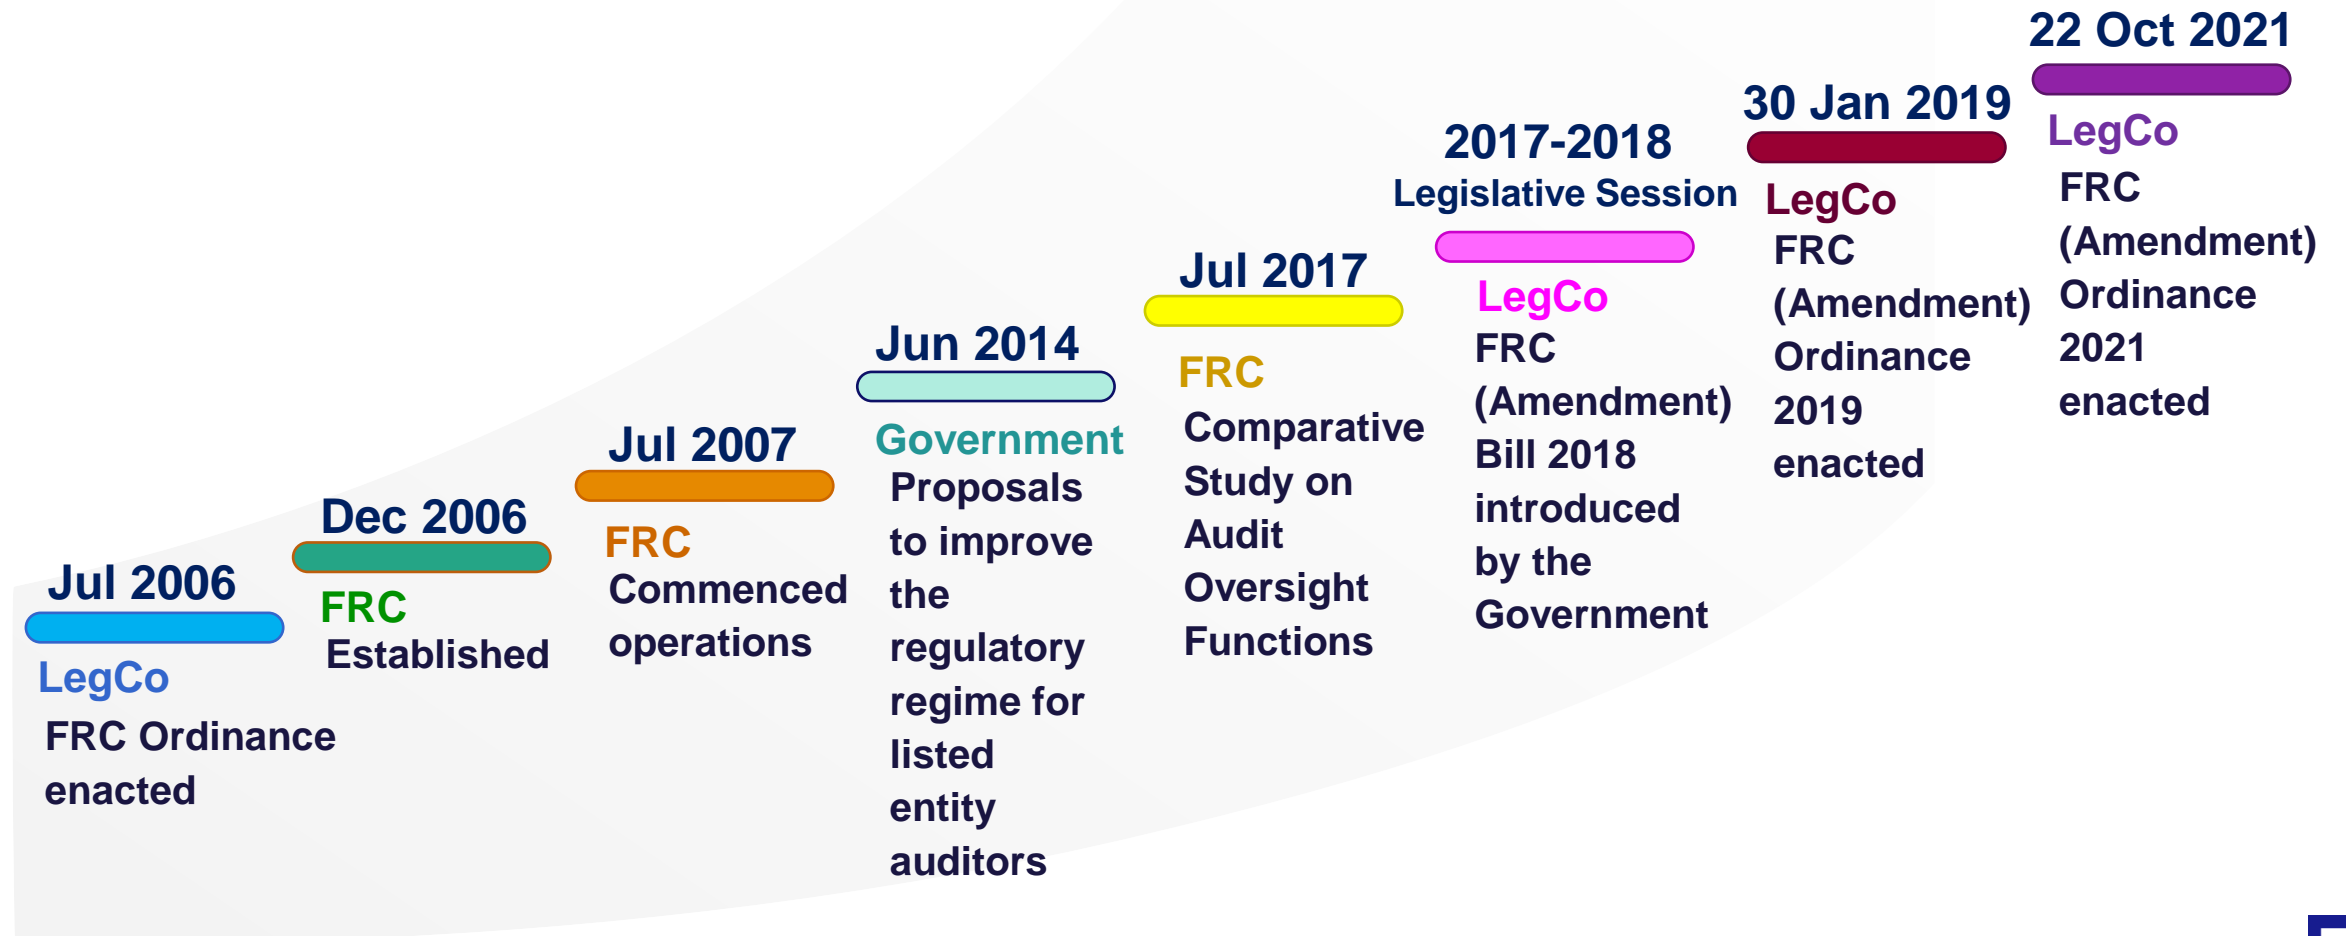 Jul 2006
LegCo
FRC Ordinance
enacted
Dec 2006
FRC
Established
Jul 2007
FRC
Commenced
operations
Jun 2014
Government
Proposals
to improve
the
regulatory
regime for
listed
entity
auditors
Jul 2017
FRC
Comparative
Study on
Audit
Oversight
Functions
2017-2018
Legislative Session
LegCo
FRC
(Amendment)
Bill 2018
introduced
by the
Government
30 Jan 2019
LegCo
FRC
(Amendment)
Ordinance
2019
enacted
22 Oct 2021
LegCo
FRC
(Amendment)
Ordinance
2021
enacted